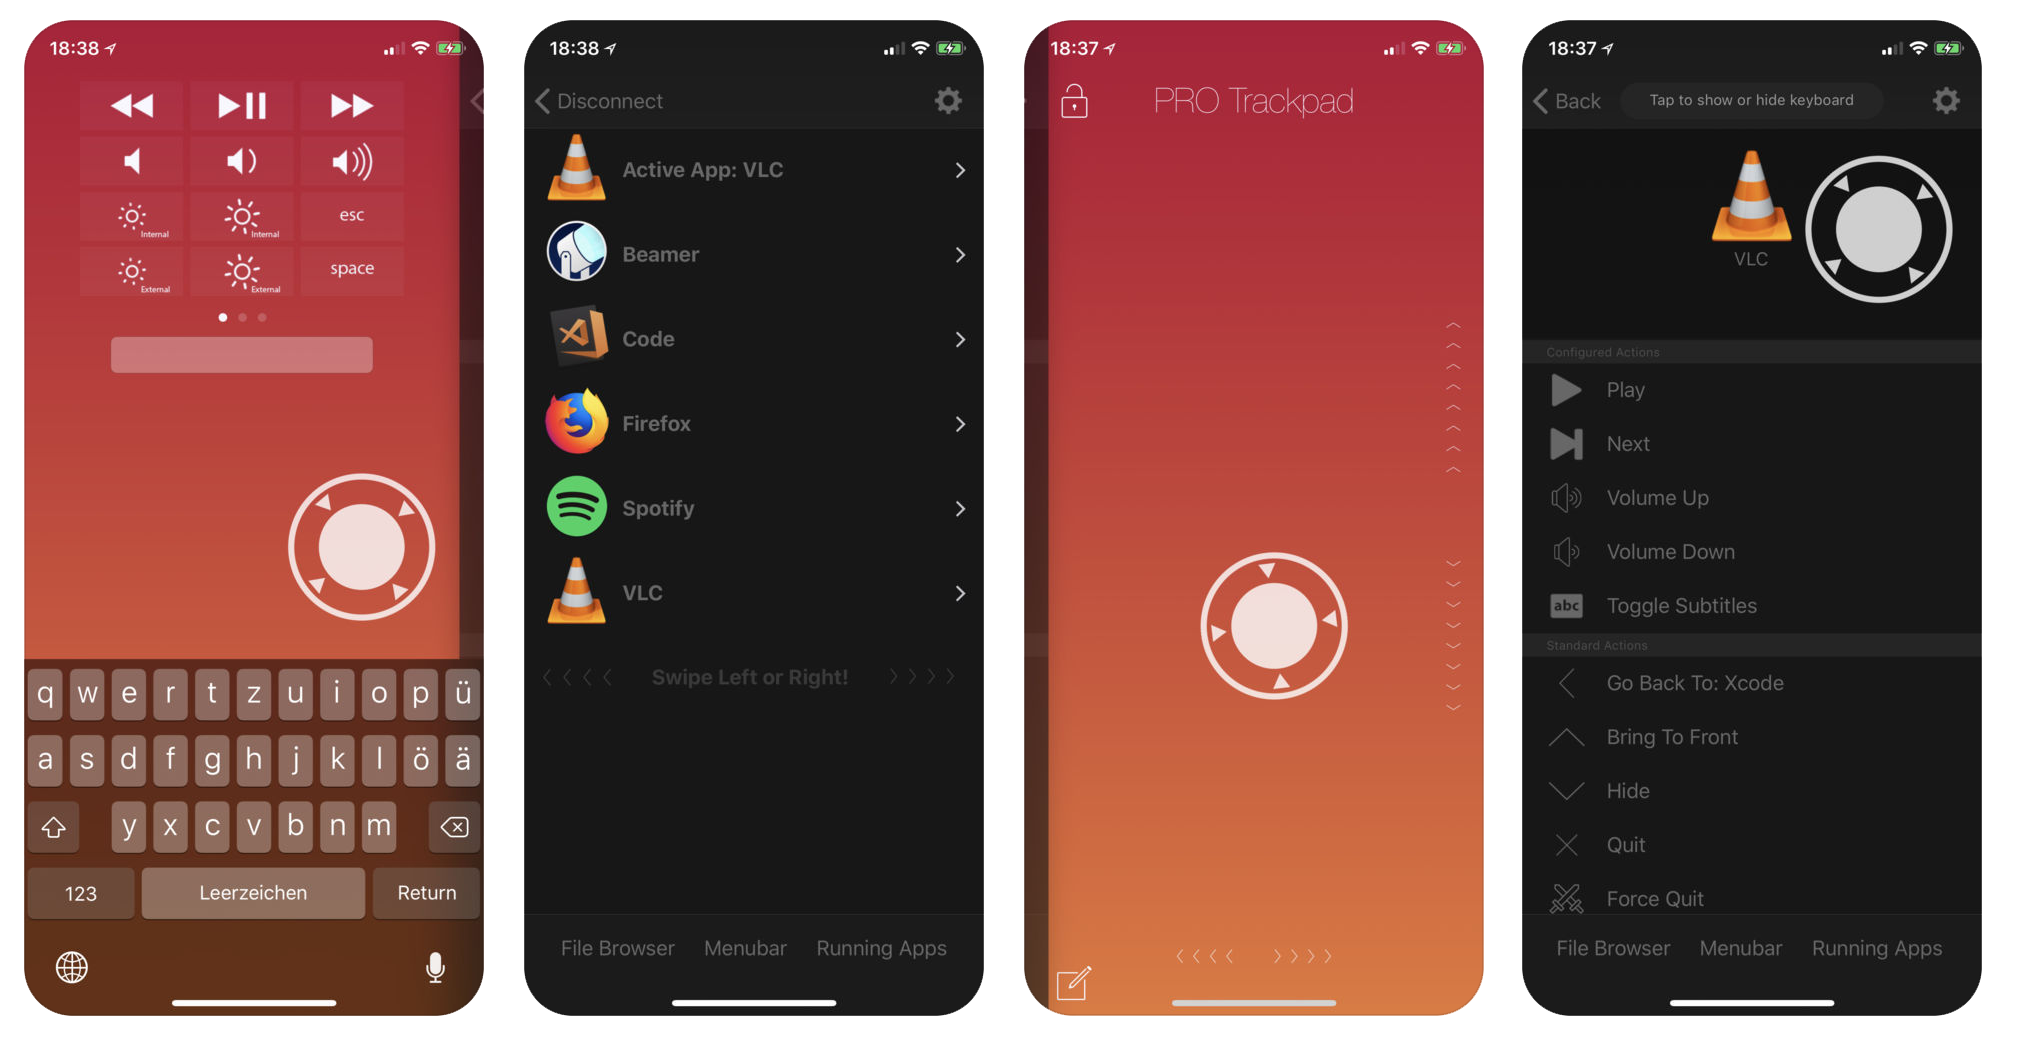 18:38
Internal
Internal
esc
External
External
space
q w e r t z u i o p ü
a s d f g h j k l ö ä
y x c v b n m
123 Leerzeichen Return
18:38
Disconnect
Active App: VLC
Beamer
Code
Firefox
Spotify
VLC
Swipe Left or Right!
File Browser Menubar Running Apps
18:37
PRO Trackpad
18:37
Back Tap to show or hide keyboard
VLC
Configured Actions
Play
Next
Volume Up
Volume Down
abc Toggle Subtitles
Standard Actions
Go Back To: Xcode
Bring To Front
Hide
Quit
Force Quit
File Browser Menubar Running Apps